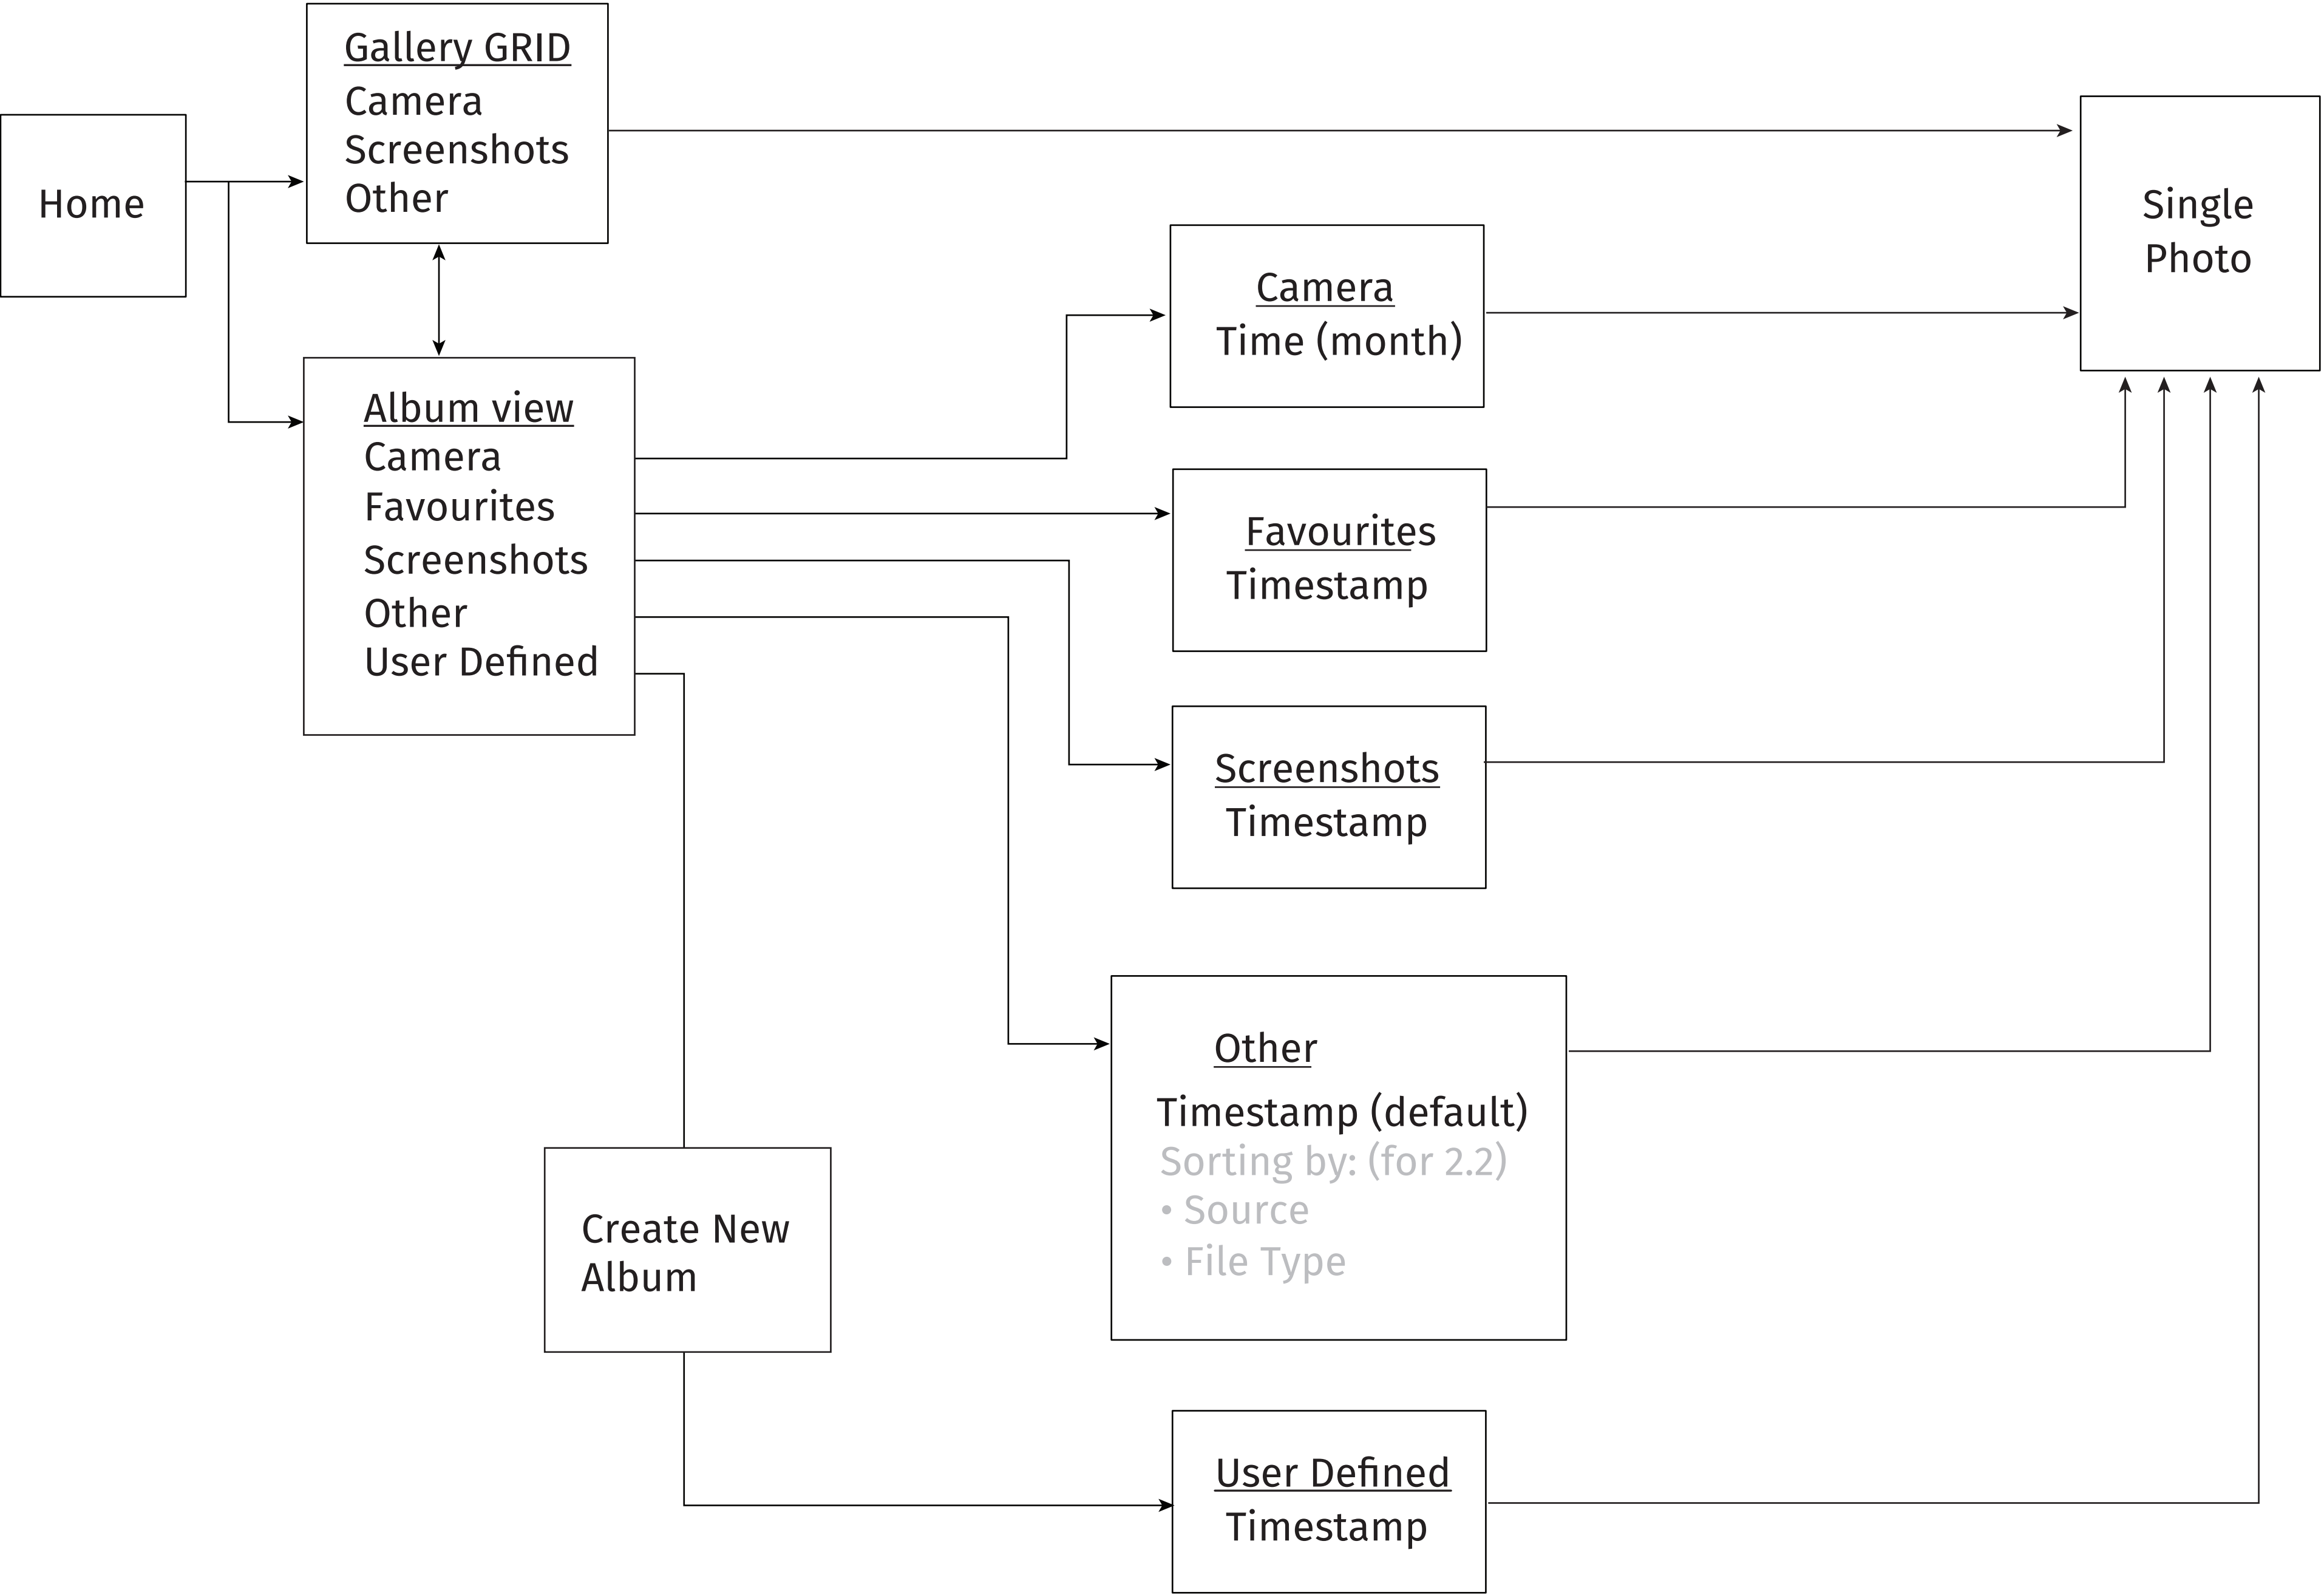 Gallery GRID
Camera
Screenshots
Other
Home
Single
Photo
Camera
Time (month)
Album view
Camera
Favourites
Screenshots
Other
User Defined
Favourites
Timestamp
Screenshots
Timestamp
Other
Timestamp (default)
Sorting by: (for 2.2)
• Source
• File Type
Create New
Album
User Defined
Timestamp